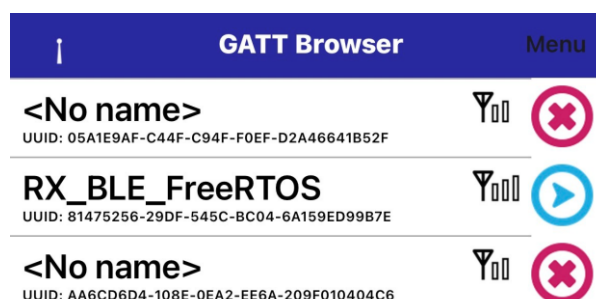 GATT Browser
Menu
<No name>
UUID: 05A1E9AF-C44F-C94F-F0EF-D2A46641B52F
RX_BLE_FreeRTOS
UUID: 81475256-29DF-545C-BC04-6A159ED99B7E
<No name>
UUID: AA6CD6D4-108E-0EA2-EE6A-209F010404C6